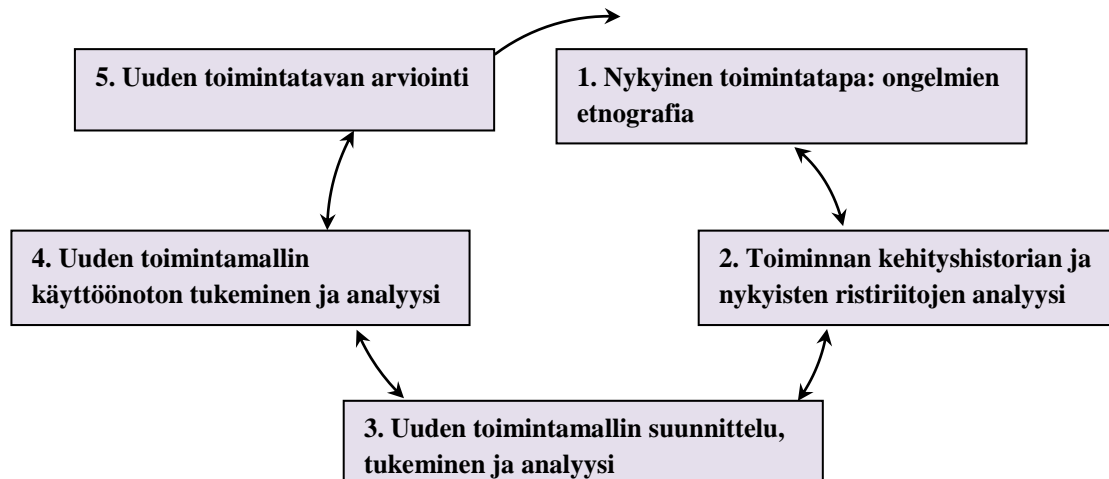 5. Uuden toimintatavan arviointi
1. Nykyinen toimintatapa: ongelmien
etnografia
4. Uuden toimintamallin
käyttöönoton tukeminen ja analyysi
2. Toiminnan kehityshistorian ja
nykyisten ristiriitojen analyysi
3. Uuden toimintamallin suunnittelu,
tukeminen ja analyysi